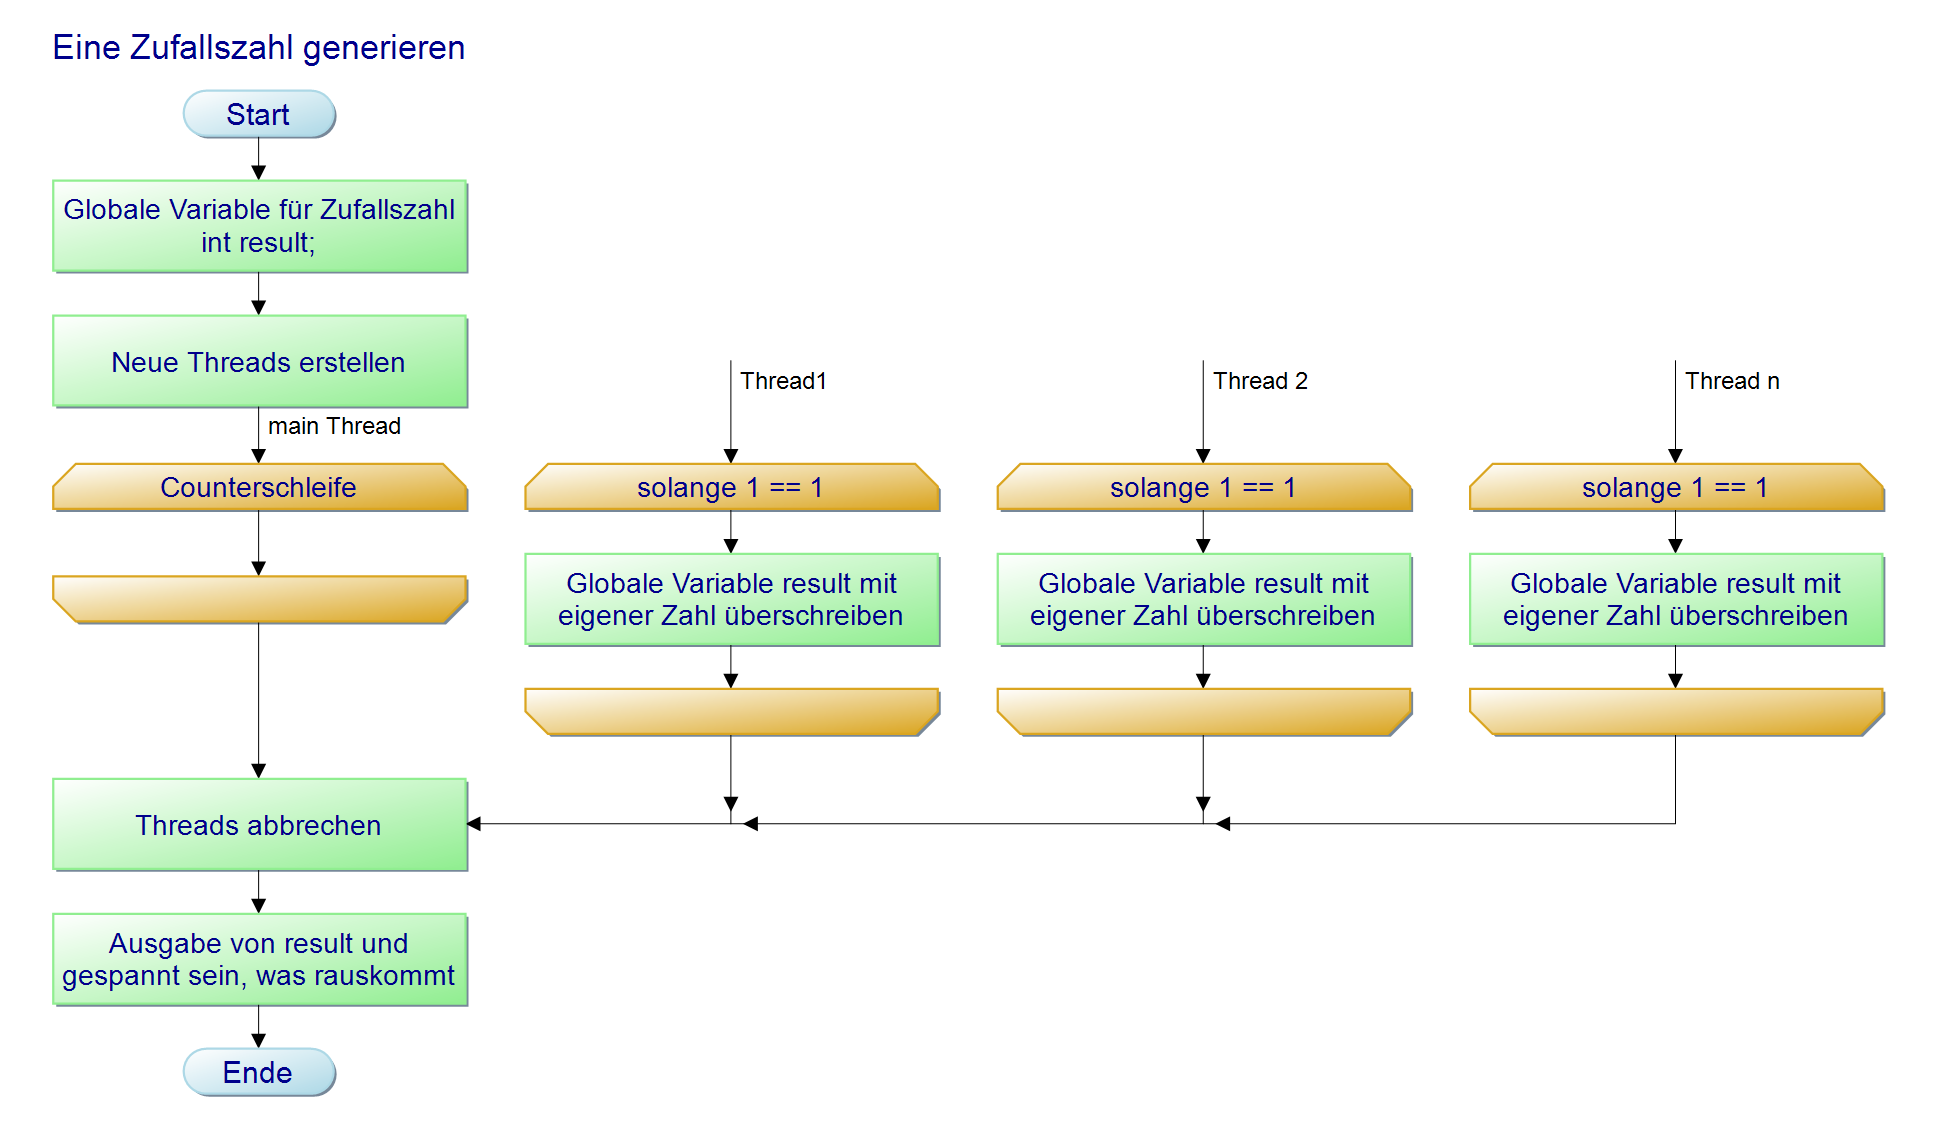 Eine Zufallszahl generieren
Start
Globale Variable für Zufallszahl
int result;
Neue Threads erstellen
main Thread
Thread1
Thread 2
Thread n
Counterschleife
solange 1 == 1
solange 1 == 1
solange 1 == 1
Globale Variable result mit
eigener Zahl überschreiben
Globale Variable result mit
eigener Zahl überschreiben
Globale Variable result mit
eigener Zahl überschreiben
Threads abbrechen
Ausgabe von result und
gespannt sein, was rauskommt
Ende